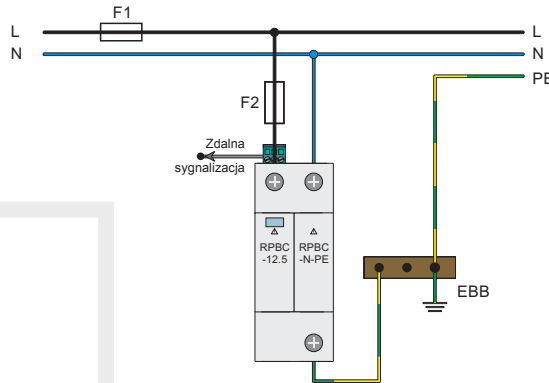 F1
L
L
N
N
PE
F2
Zdalna
sygnalizacja
RPBC
-12.5
RPBC
-N-PE
EBB